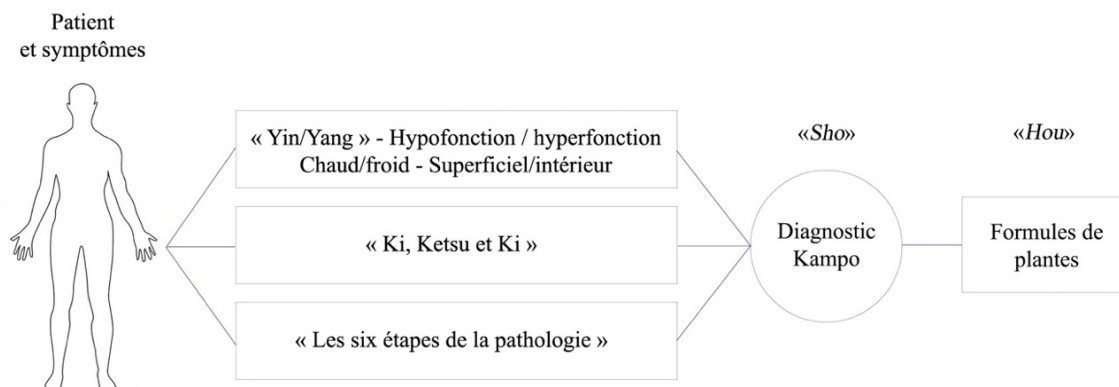 Patient
et symptômes
« Yin/Yang » - Hypofonction / hyperfonction
Chaud/froid - Superficiel/intérieur
« Ki, Ketsu et Ki »
« Les six étapes de la pathologie »
«Sho»
Diagnostic
Kampo
«Hou»
Formules de
plantes